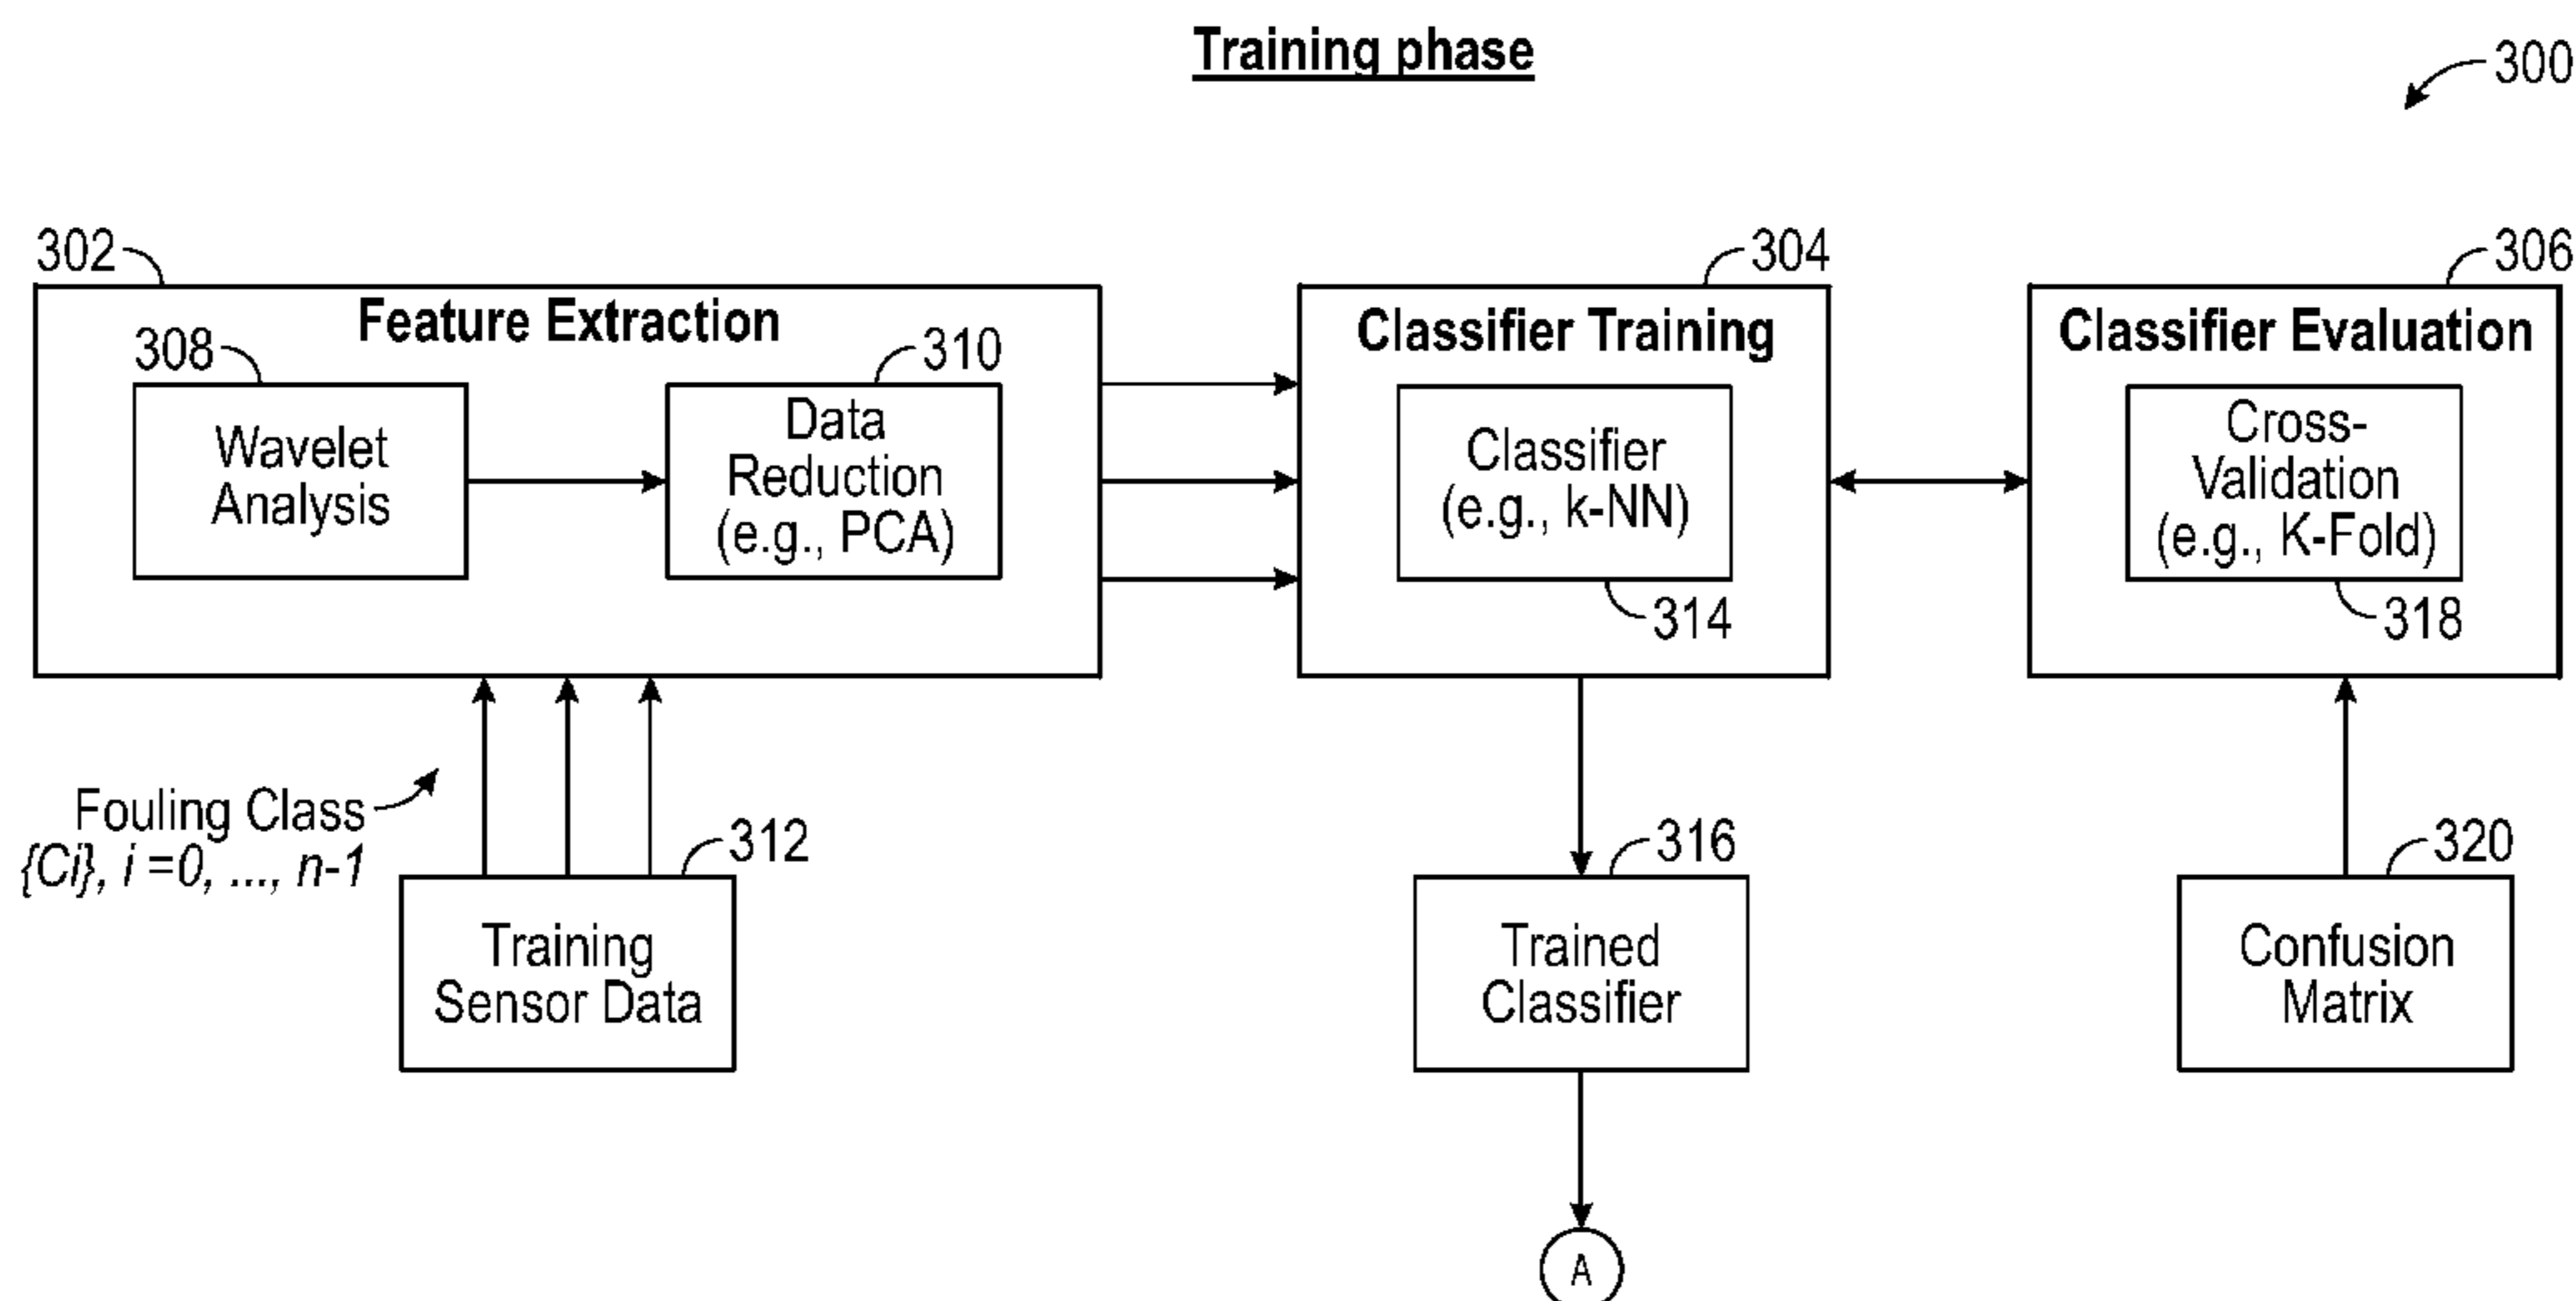 Training phase
300
302
Feature Extraction
308
Wavelet
Analysis
310
Data
Reduction
(e.g., PCA)
304
Classifier Training
Classifier
(e.g., k-NN)
314
306
Classifier Evaluation
Cross-
Validation
(e.g., K-Fold)
318
Fouling Class
{Ci}, i =0, ..., n-1
312
Training
Sensor Data
316
Trained
Classifier
320
Confusion
Matrix
A